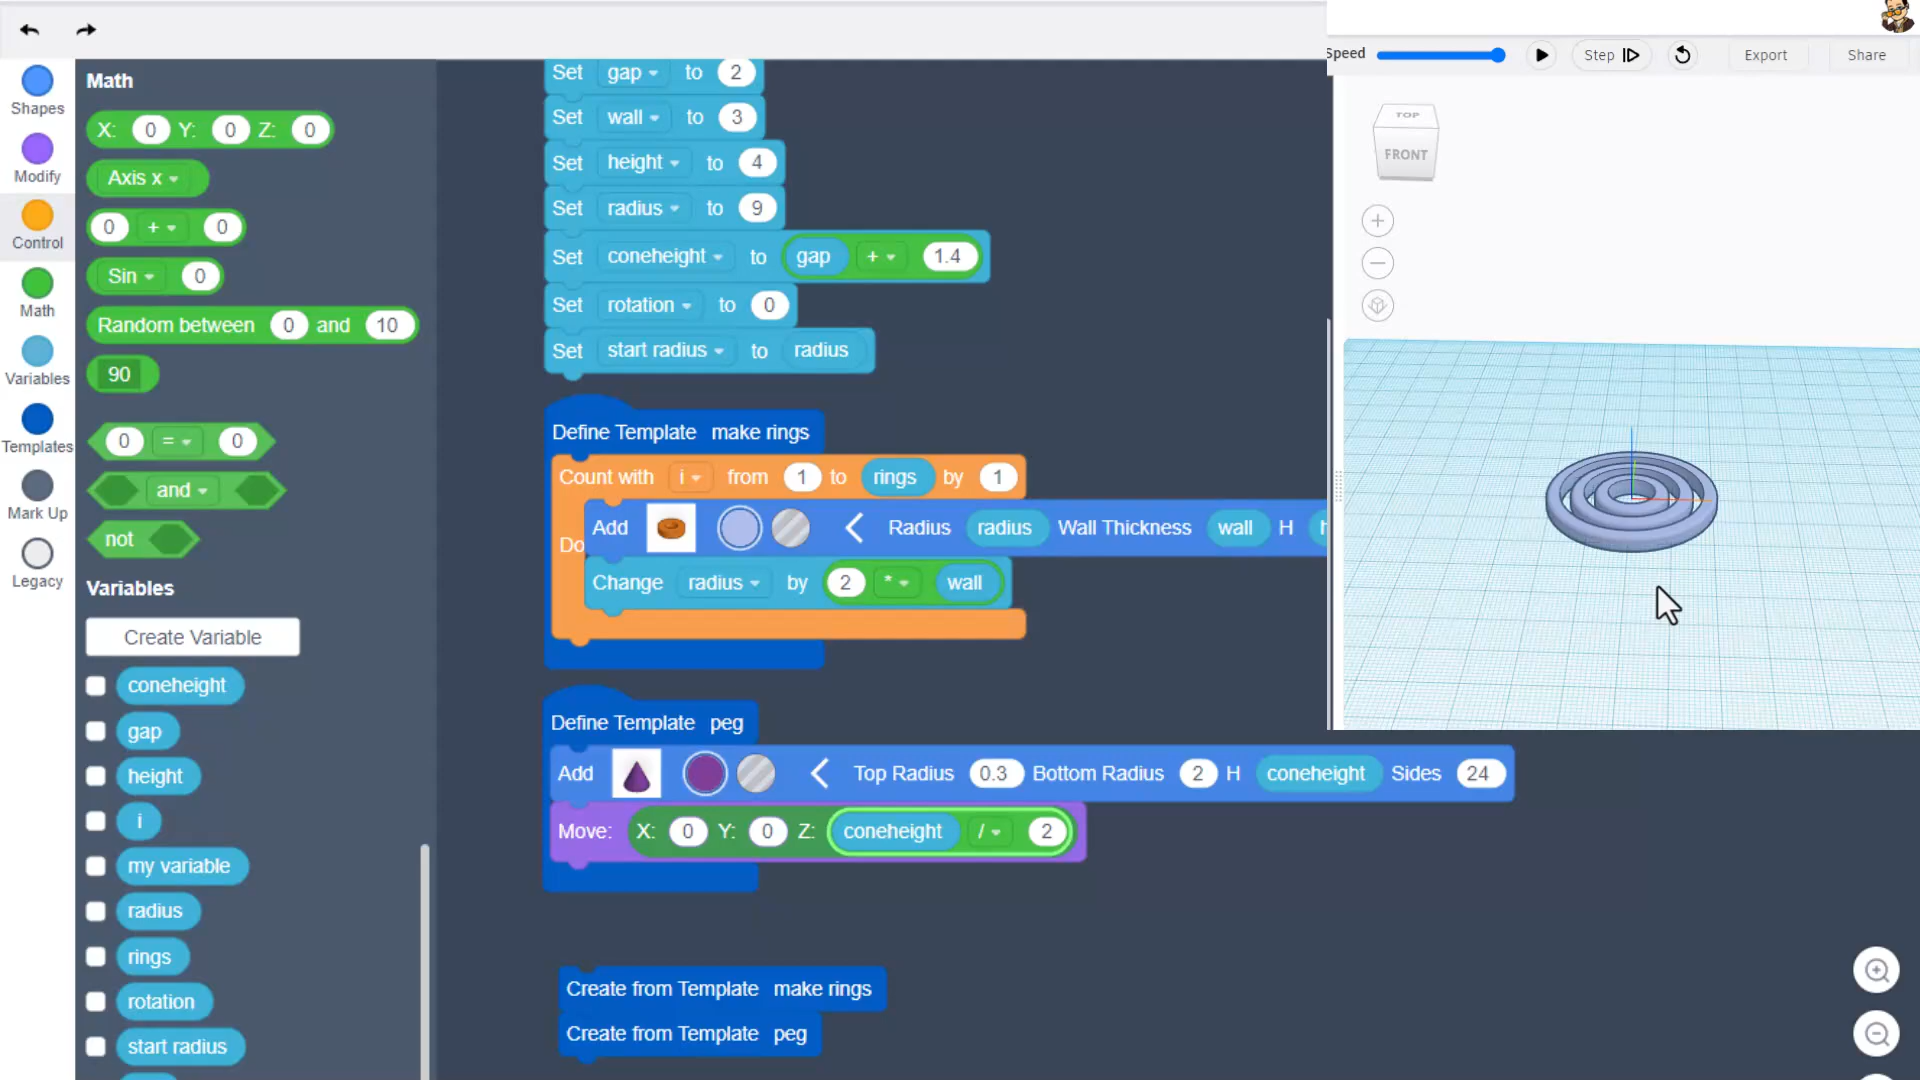 Speed
Step
Export
Share
TOP
FRONT
Shapes
Modify
Control
Math
Variables
Templates
Mark Up
Legacy
Math
X: 0 Y: 0 Z: 0
Axis x
0 + 0
Sin 0
Random between 0 and 10
90
0 = 0
and
not
Variables
Create Variable
coneheight
gap
height
i
my variable
radius
rings
rotation
start radius
Set gap to 2
Set wall to 3
Set height to 4
Set radius to 9
Set coneheight to gap + 1.4
Set rotation to 0
Set start radius to radius
Define Template make rings
Count with i from 1 to rings by 1
Do
Add Radius radius Wall Thickness wall H h
Change radius by 2 * wall
Define Template peg
Add Top Radius 0.3 Bottom Radius 2 H coneheight Sides 24
Move: X: 0 Y: 0 Z: coneheight / 2
Create from Template make rings
Create from Template peg